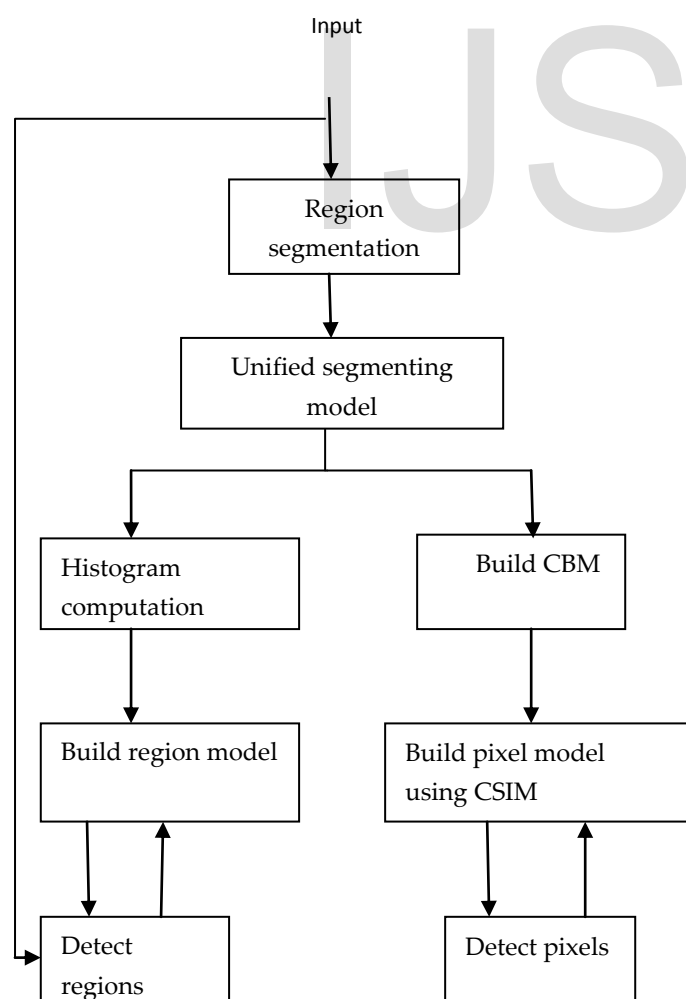 Input
IJS
Region
segmentation
Unified segmenting
model
Histogram
computation
Build CBM
Build region model
Build pixel model
using CSIM
Detect
regions
Detect pixels